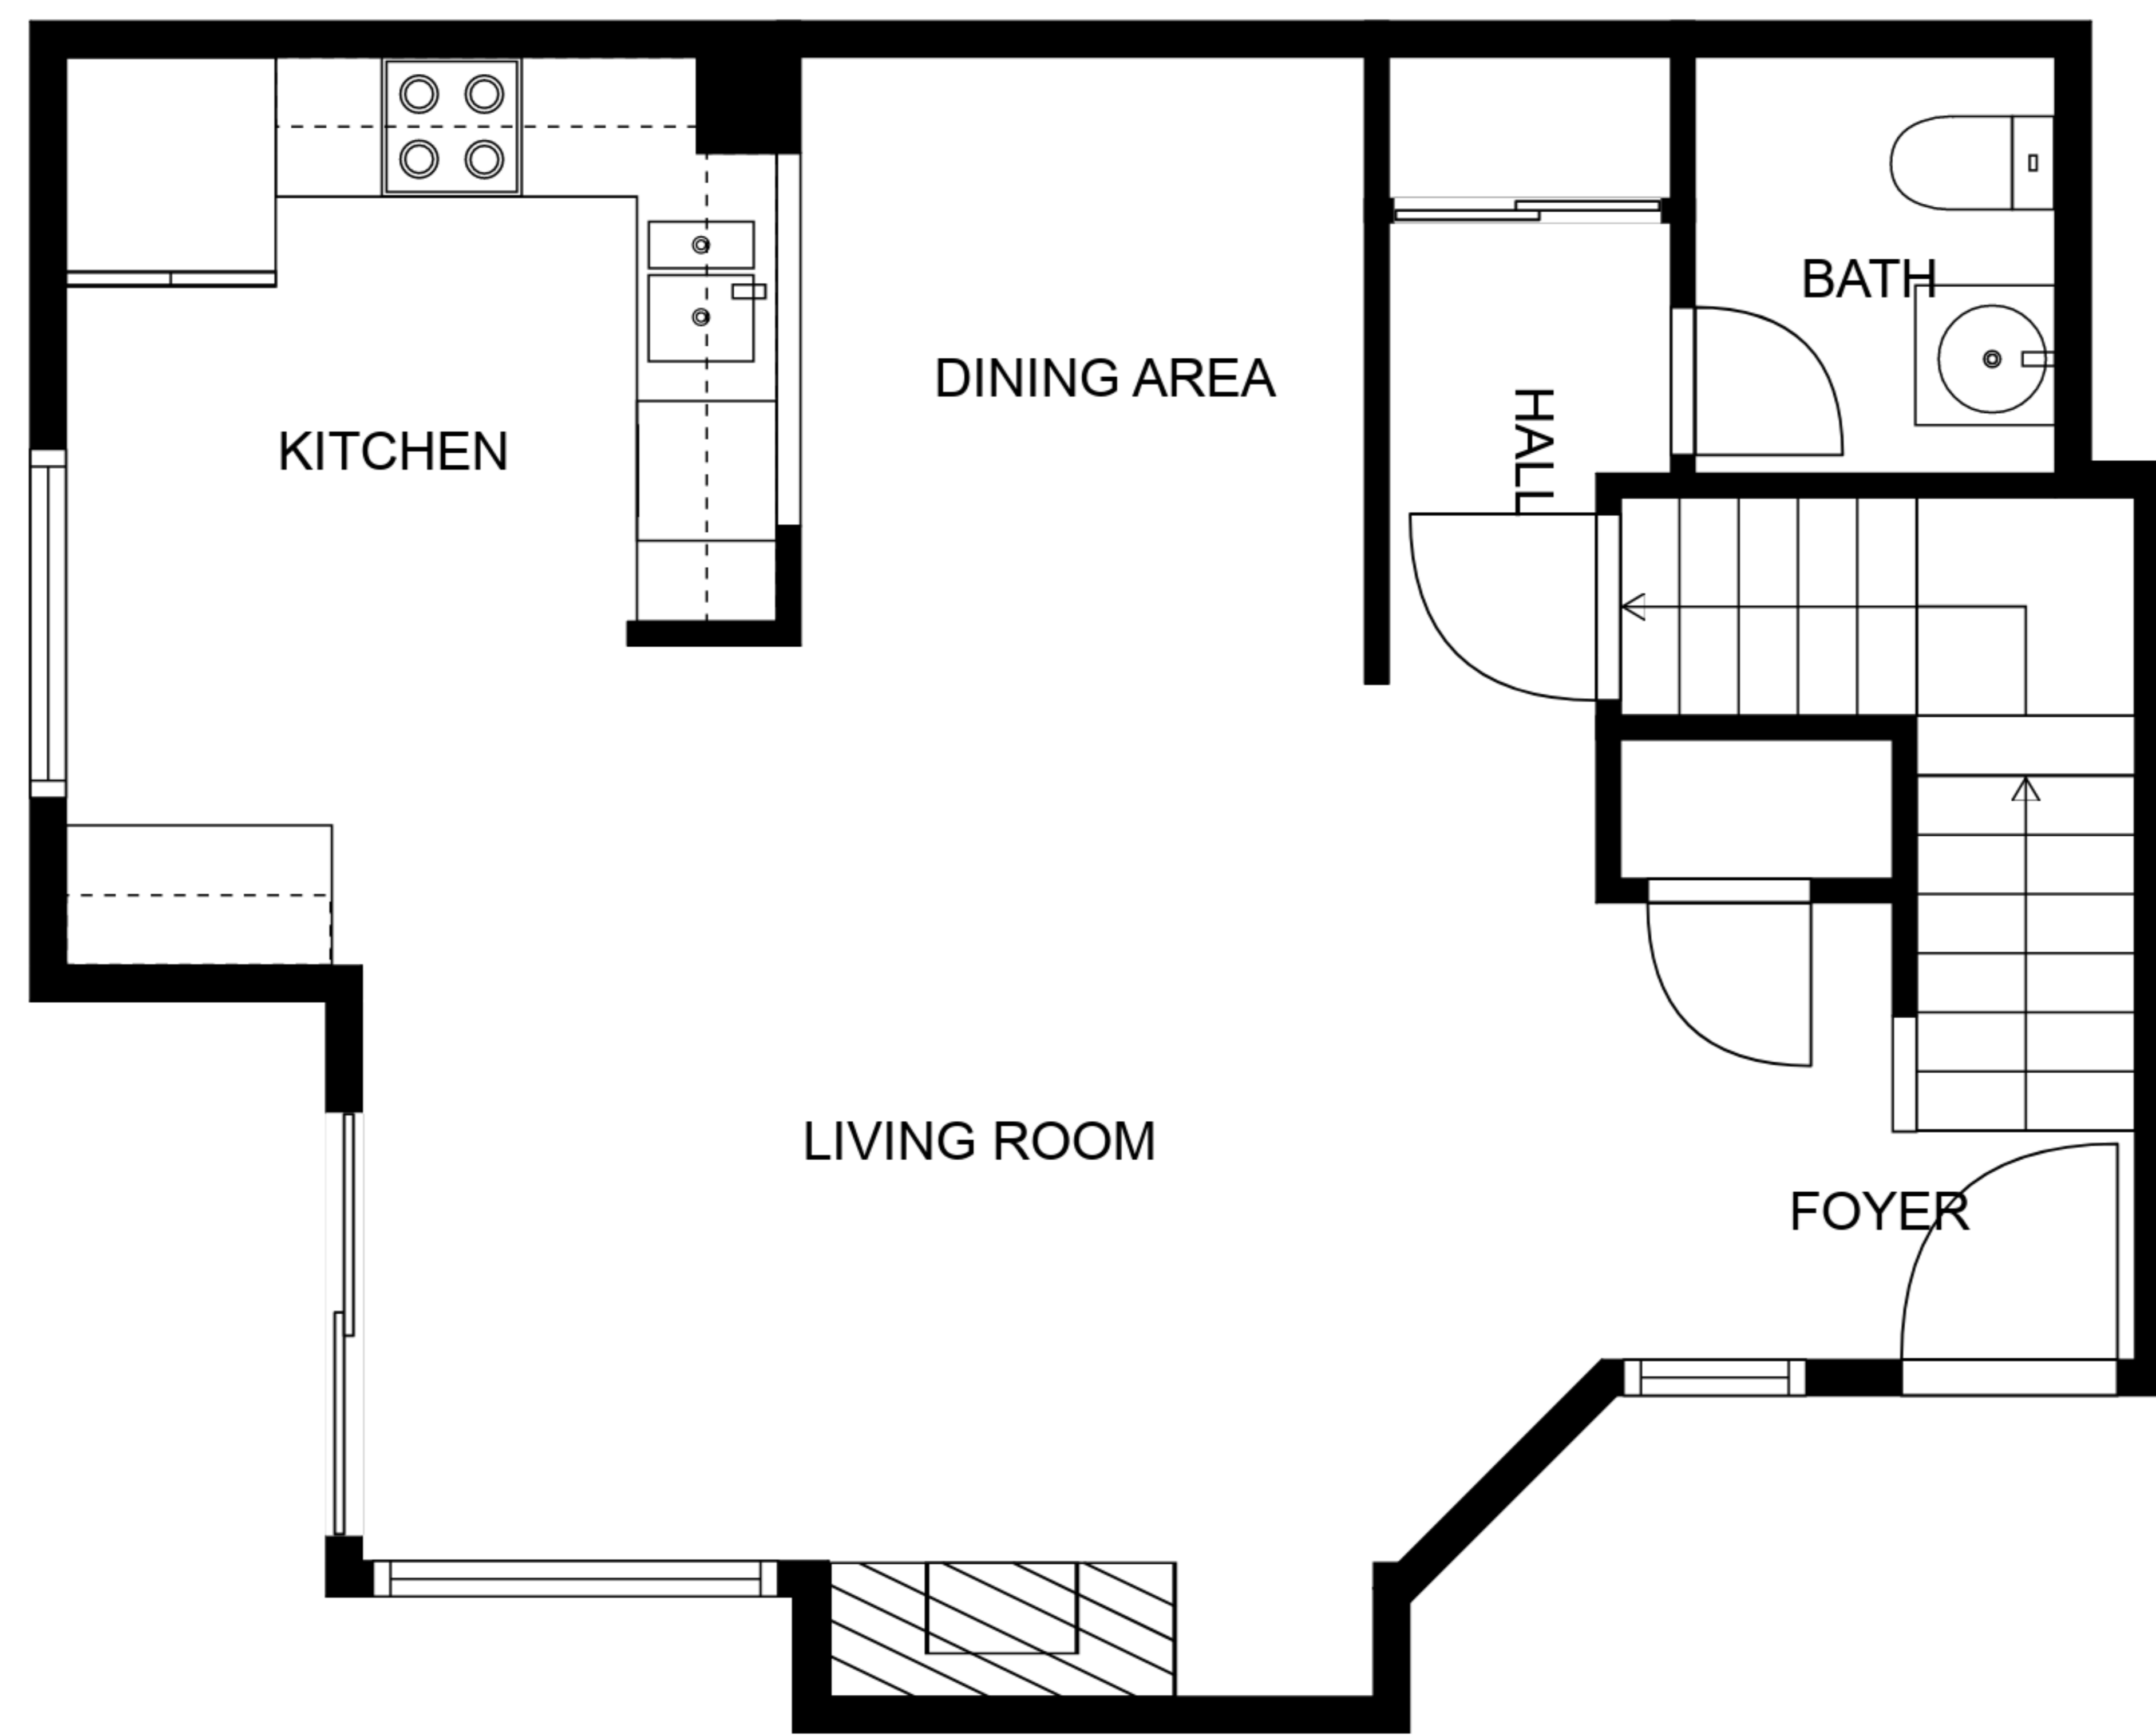 BATH
DINING AREA
HALL
KITCHEN
LIVING ROOM
FOYER